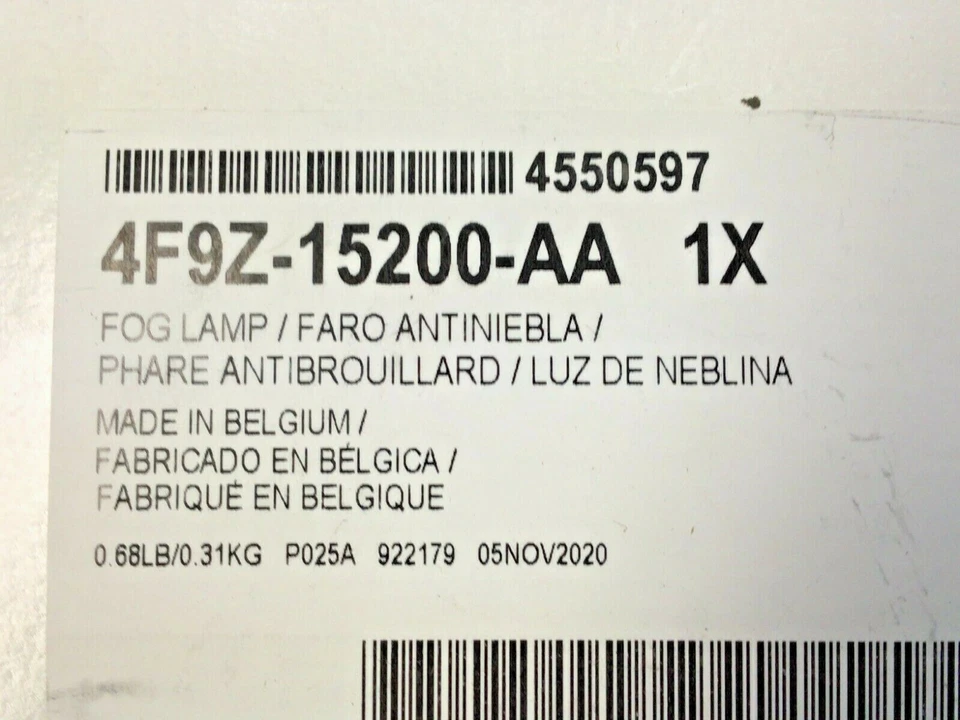 4550597
4F9Z-15200-AA 1X
FOG LAMP / FARO ANTINIEBLA /
PHARE ANTIBROUILLARD / LUZ DE NEBLINA
MADE IN BELGIUM /
FABRICADO EN BÉLGICA /
FABRIQUÉ EN BELGIQUE
0.68LB/0.31KG P025A 922179 05NOV2020